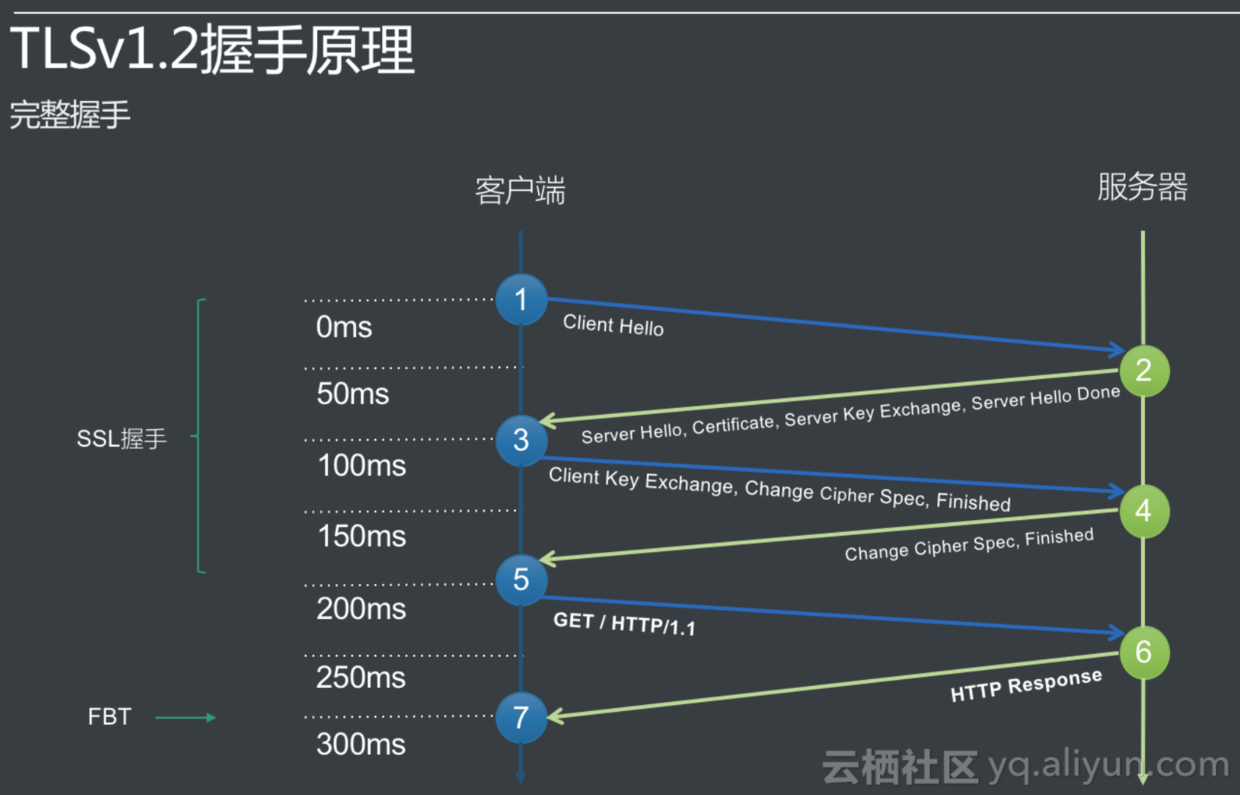 TLSv1.2握手原理
完整握手
客户端
服务器
1
0ms
Client Hello
2
50ms
Server Hello, Certificate, Server Key Exchange, Server Hello Done
SSL握手
3
100ms
Client Key Exchange, Change Cipher Spec, Finished
4
150ms
Change Cipher Spec, Finished
5
200ms
GET / HTTP/1.1
6
250ms
HTTP Response
FBT
7
300ms
云栖社区 yq.aliyun.com